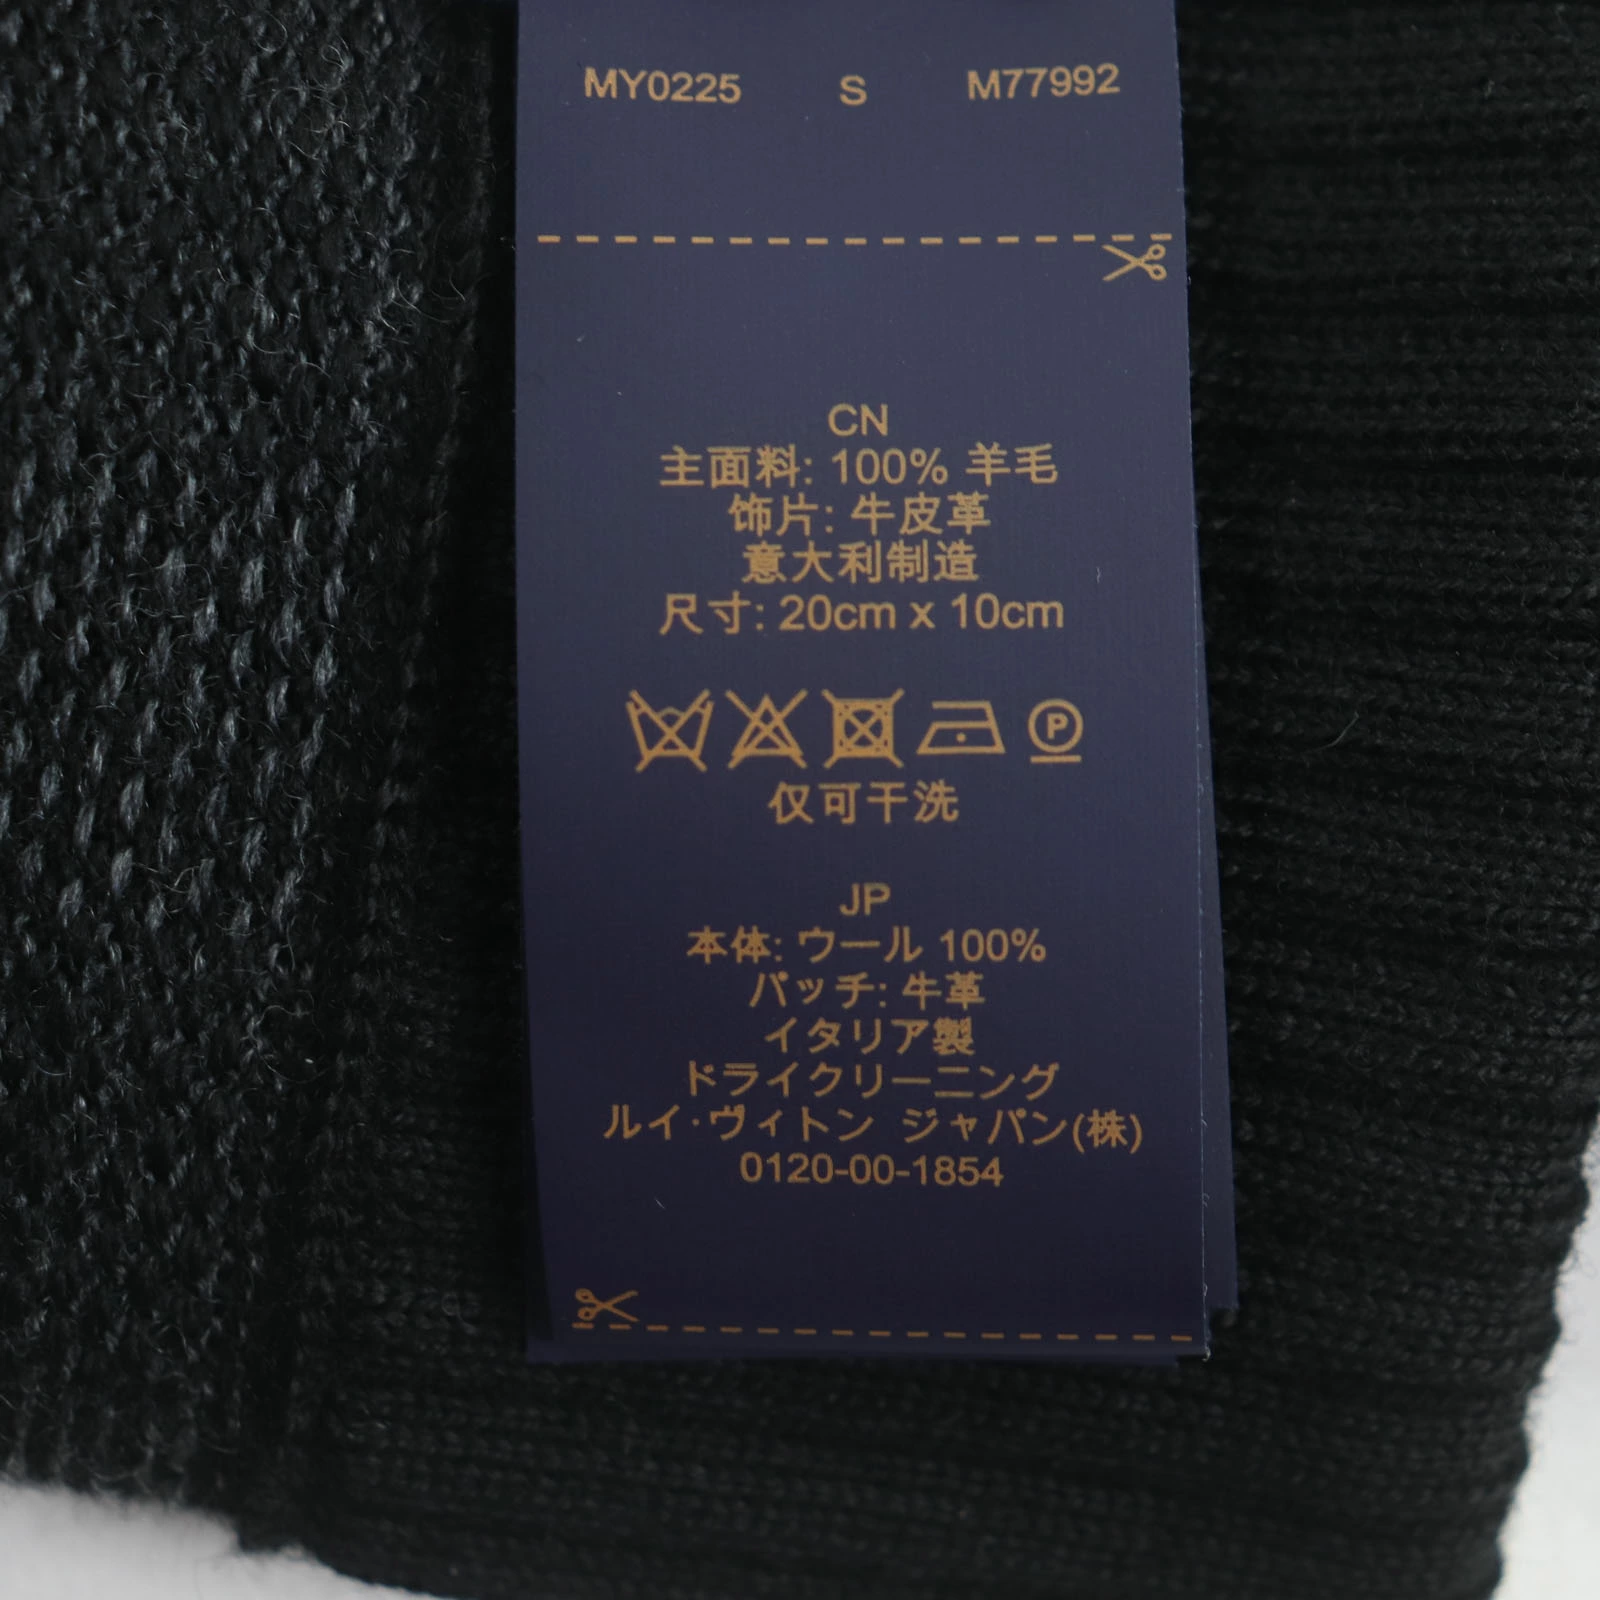 MY0225 S M77992
CN
主面料: 100% 羊毛
饰片: 牛皮革
意大利制造
尺寸: 20cm x 10cm
P
仅可干洗
JP
本体: ウール 100%
パッチ: 牛革
イタリア製
ドライクリーニング
ルイ·ヴィトン ジャパン(株)
0120-00-1854